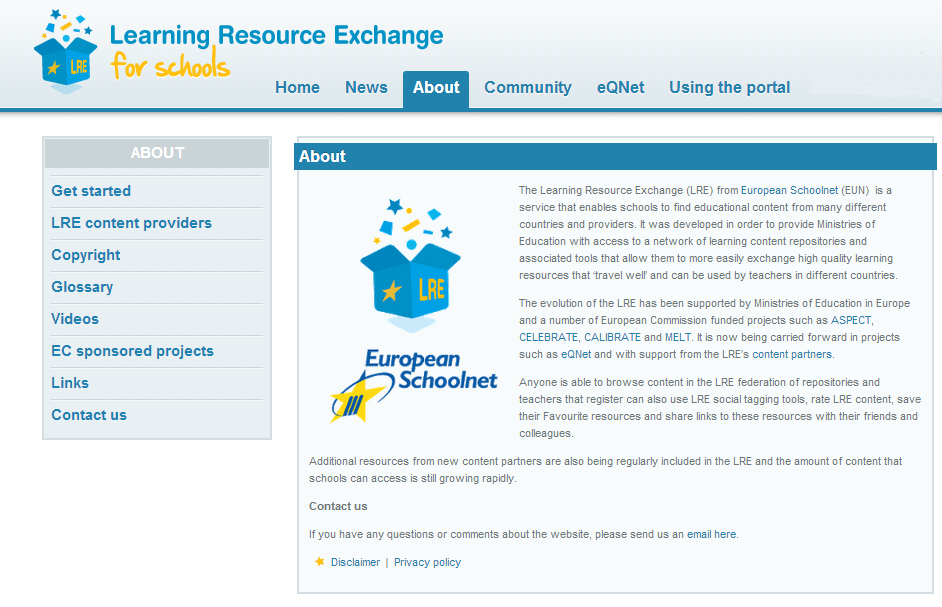 LRE
Learning Resource Exchange
for schools
Home News About Community eQNet Using the portal
ABOUT
Get started
LRE content providers
Copyright
Glossary
Videos
EC sponsored projects
Links
Contact us
About
LRE
European
Schoolnet
The Learning Resource Exchange (LRE) from European Schoolnet (EUN) is a
service that enables schools to find educational content from many different
countries and providers. It was developed in order to provide Ministries of
Education with access to a network of learning content repositories and
associated tools that allow them to more easily exchange high quality learning
resources that ‘travel well’ and can be used by teachers in different countries.
The evolution of the LRE has been supported by Ministries of Education in Europe
and a number of European Commission funded projects such as ASPECT,
CELEBRATE, CALIBRATE and MELT. It is now being carried forward in projects
such as eQNet and with support from the LRE's content partners.
Anyone is able to browse content in the LRE federation of repositories and
teachers that register can also use LRE social tagging tools, rate LRE content, save
their Favourite resources and share links to these resources with their friends and
colleagues.
Additional resources from new content partners are also being regularly included in the LRE and the amount of content that
schools can access is still growing rapidly.
Contact us
If you have any questions or comments about the website, please send us an email here.
Disclaimer | Privacy policy